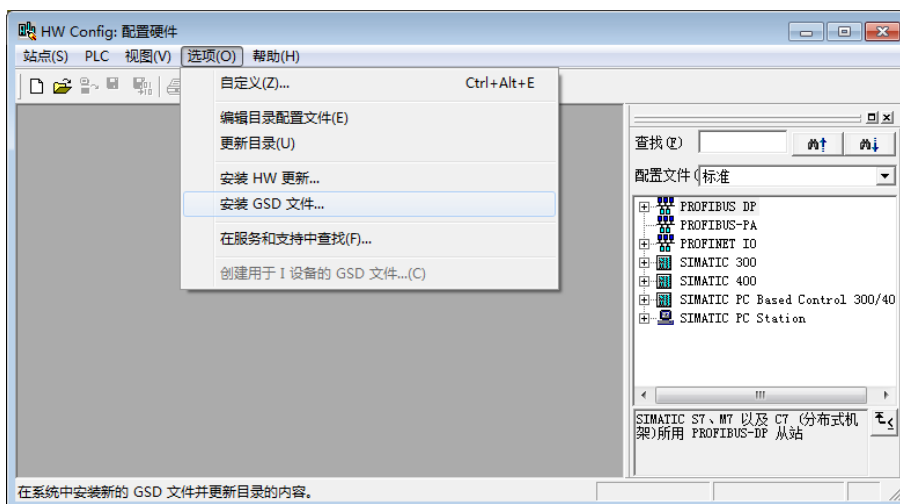 HW Config: 配置硬件
站点(S) PLC 视图(V) 选项(O) 帮助(H)
自定义(Z)... Ctrl+Alt+E
编辑目录配置文件(E)
更新目录(U)
安装 HW 更新...
安装 GSD 文件...
在服务和支持中查找(F)...
创建用于 I 设备的 GSD 文件...(C)
查找(F)
配置文件( 标准
PROFIBUS DP
PROFIBUS-PA
PROFINET IO
SIMATIC 300
SIMATIC 400
SIMATIC PC Based Control 300/40
SIMATIC PC Station
SIMATIC S7、M7 以及 C7 (分布式机
架)所用 PROFIBUS-DP 从站
在系统中安装新的 GSD 文件并更新目录的内容。